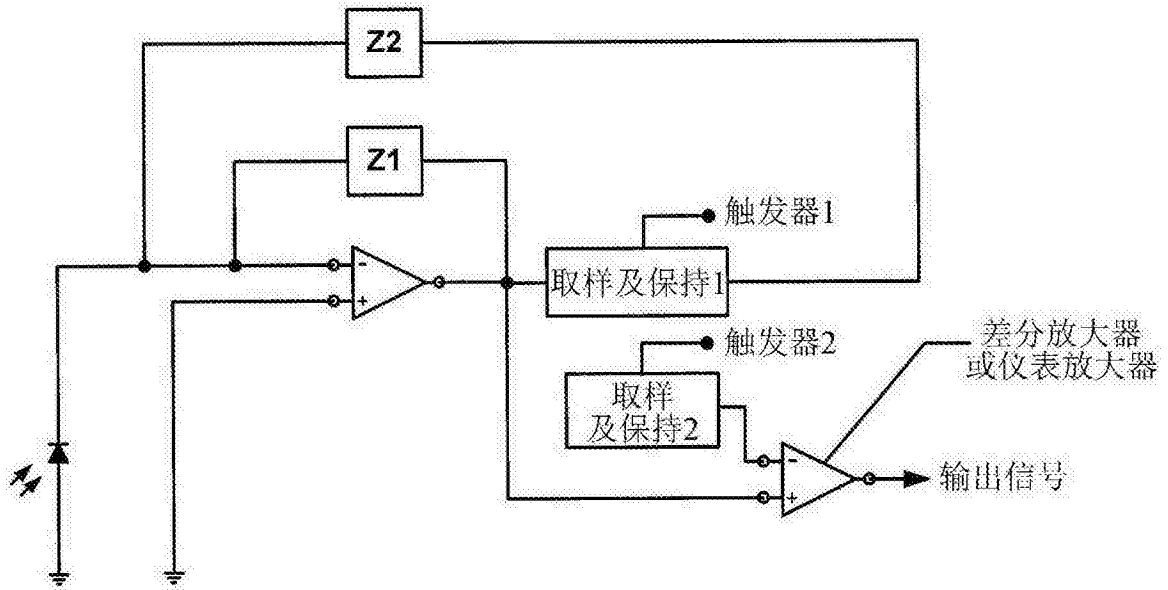 Z2
Z1
触发器1
-
+
取样及保持1
触发器2
差分放大器
或仪表放大器
取样
及保持2
-
+
输出信号